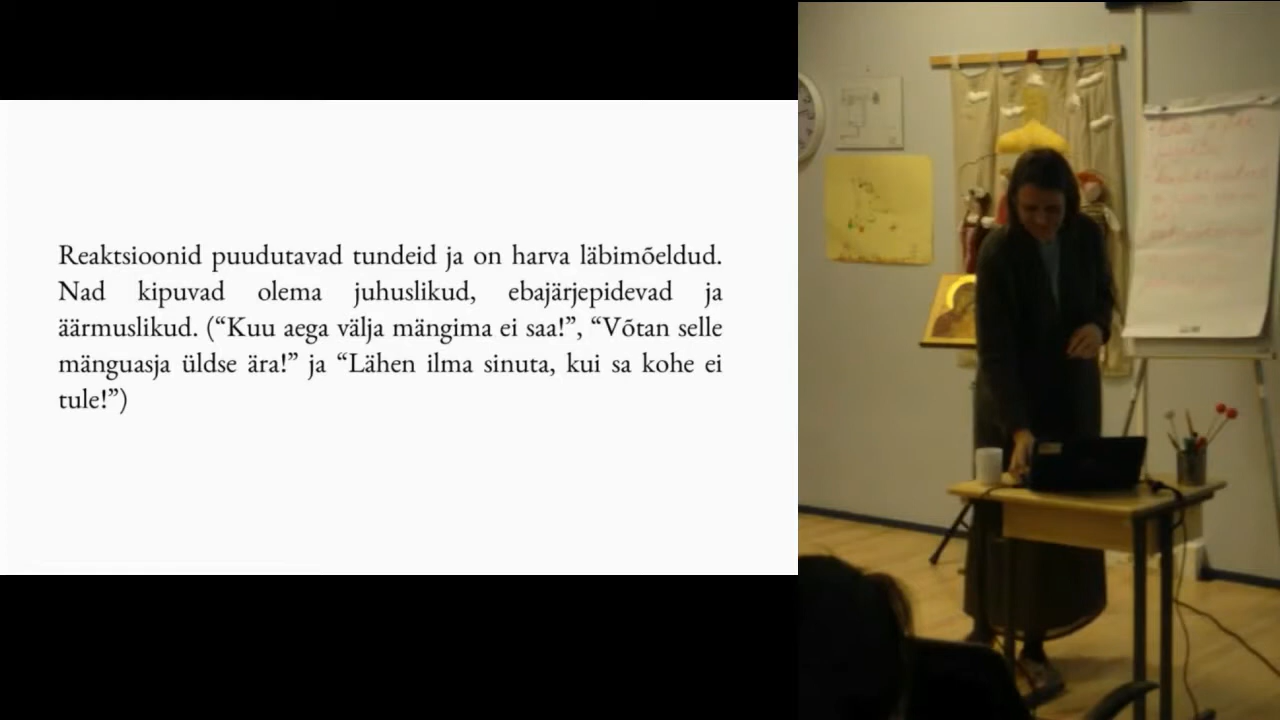 Reaktsioonid puudutavad tundeid ja on harva läbimõeldud.
Nad kipuvad olema juhuslikud, ebajärjepidevad ja
äärmuslikud. (“Kuu aega välja mängima ei saa!”, “Võtan selle
mänguasja üldse ära!” ja “Lähen ilma sinuta, kui sa kohe ei
tule!”)